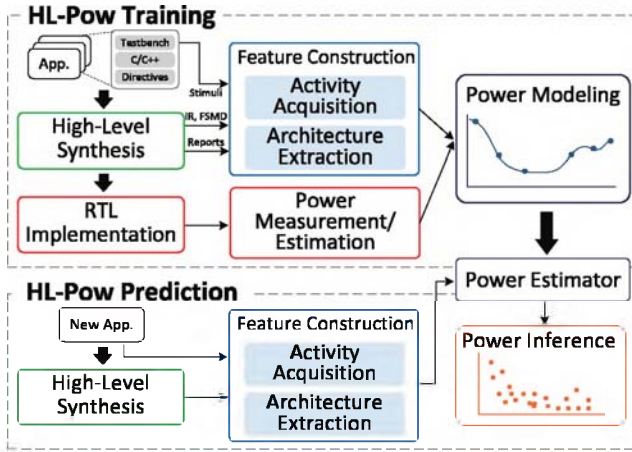 HL-Pow Training
App.
Testbench
C/C++
Directives
Stimuli
High-Level
Synthesis
IR, FSMD
Reports
Feature Construction
Activity
Acquisition
Architecture
Extraction
Power Modeling
RTL
Implementation
Power
Measurement/
Estimation
Power Estimator
HL-Pow Prediction
New App.
High-Level
Synthesis
Feature Construction
Activity
Acquisition
Architecture
Extraction
Power Inference